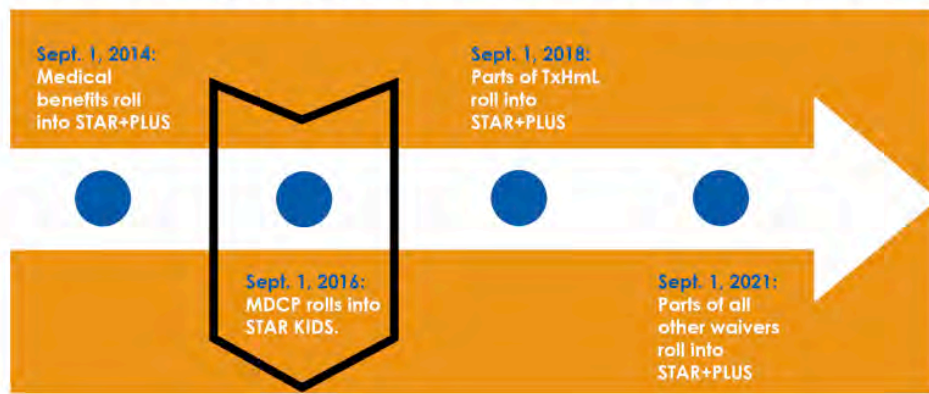 Sept. 1, 2014:
Medical
benefits roll
into STAR+PLUS
Sept. 1, 2016:
MDCP rolls into
STAR KIDS.
Sept. 1, 2018:
Parts of TxHmL
roll into
STAR+PLUS
Sept. 1, 2021:
Parts of all
other waivers
roll into
STAR+PLUS